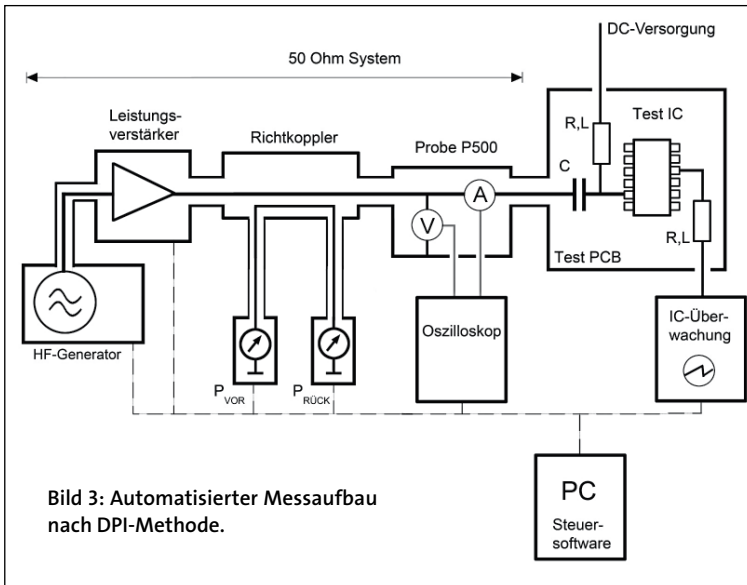 DC-Versorgung
50 Ohm System
Leistungs-
verstärker
Richtkoppler
Probe P500
R,L
Test IC
C
A
V
R,L
Test PCB
HF-Generator
P VOR
P RÜCK
Oszilloskop
IC-Über-
wachung
PC
Steuer-
software
Bild 3: Automatisierter Messaufbau
nach DPI-Methode.